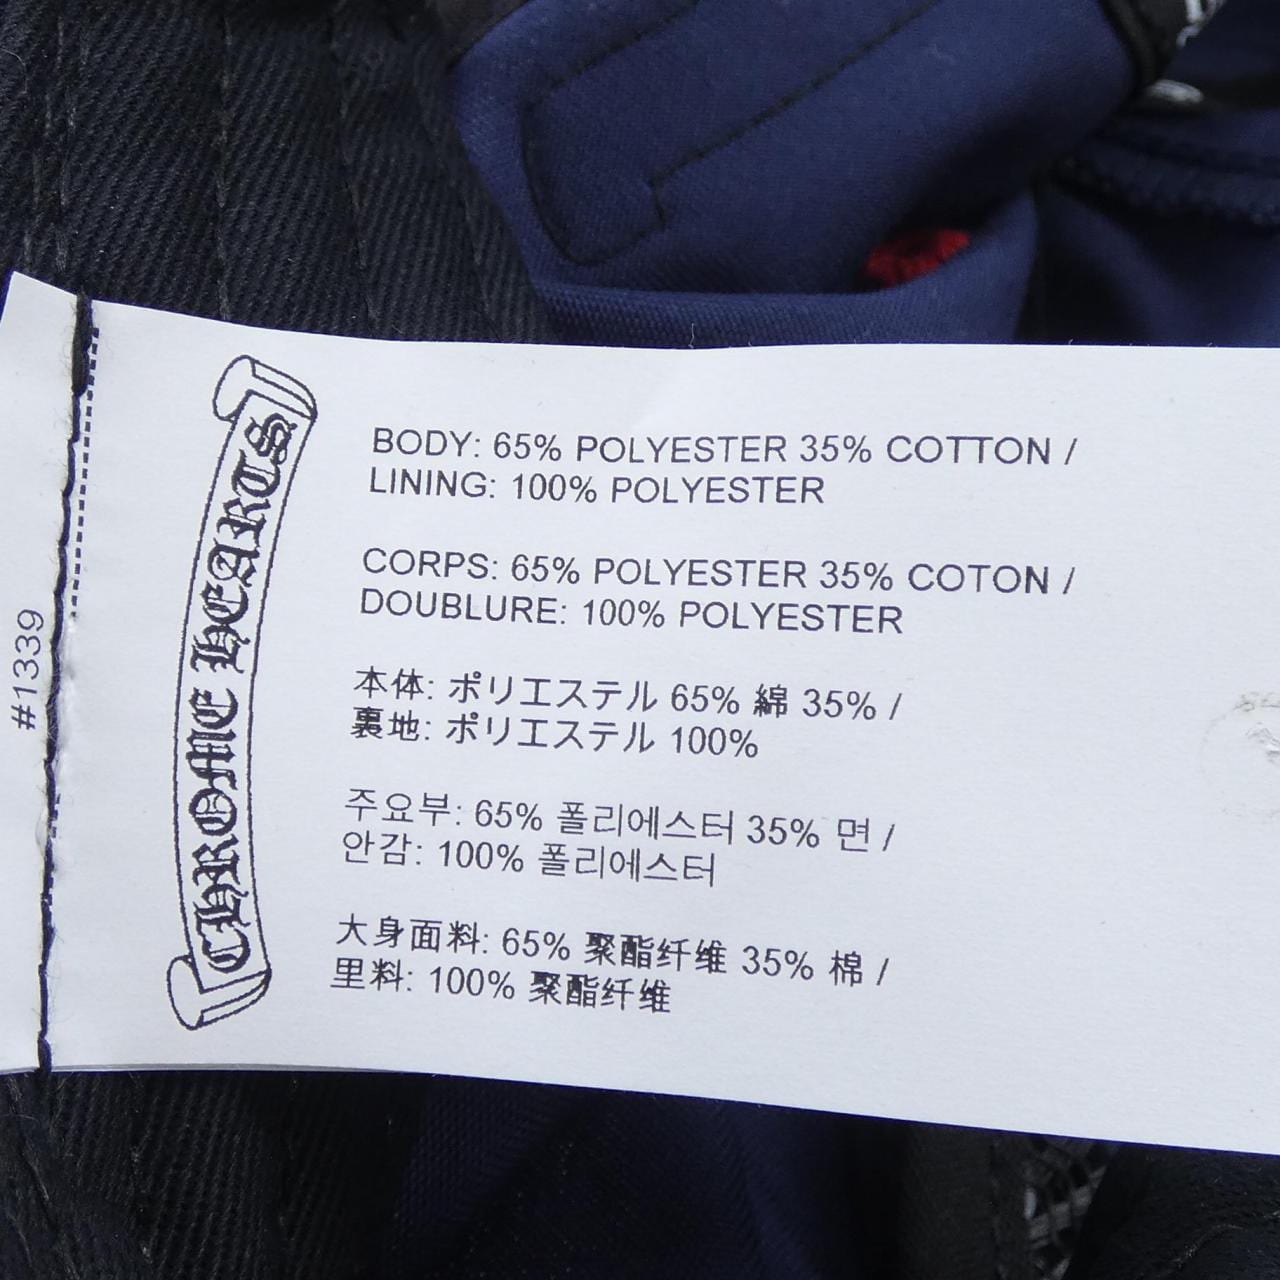 #1339
CHROME HEARTS
BODY: 65% POLYESTER 35% COTTON /
LINING: 100% POLYESTER
CORPS: 65% POLYESTER 35% COTON /
DOUBLURE: 100% POLYESTER
本体: ポリエステル 65% 綿 35% /
裏地: ポリエステル 100%
주요부: 65% 폴리에스터 35% 면 /
안감: 100% 폴리에스터
大身面料: 65% 聚酯纤维 35% 棉 /
里料: 100% 聚酯纤维